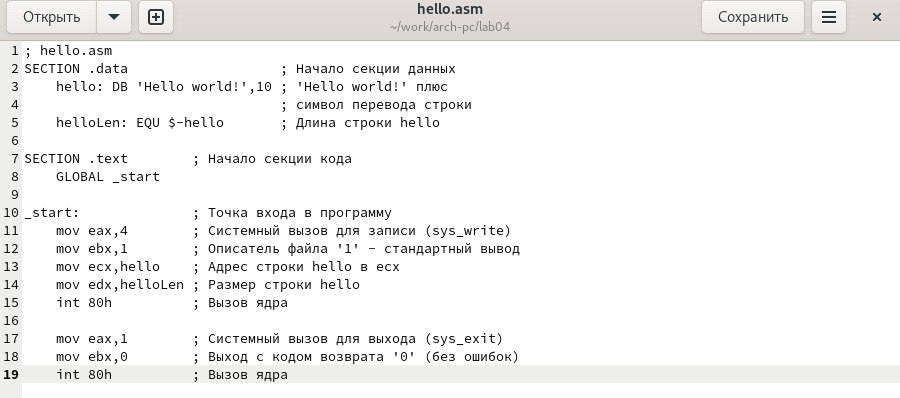 Открыть
hello.asm
~/work/arch-pc/lab04
Сохранить
1 ; hello.asm
2 SECTION .data                   ; Начало секции данных
3     hello: DB 'Hello world!',10 ; 'Hello world!' плюс
4                                 ; символ перевода строки
5     helloLen: EQU $-hello       ; Длина строки hello
6
7 SECTION .text        ; Начало секции кода
8     GLOBAL _start
9
10 _start:              ; Точка входа в программу
11     mov eax,4        ; Системный вызов для записи (sys_write)
12     mov ebx,1        ; Описатель файла '1' - стандартный вывод
13     mov ecx,hello    ; Адрес строки hello в ecx
14     mov edx,helloLen ; Размер строки hello
15     int 80h          ; Вызов ядра
16
17     mov eax,1        ; Системный вызов для выхода (sys_exit)
18     mov ebx,0        ; Выход с кодом возврата '0' (без ошибок)
19     int 80h          ; Вызов ядра